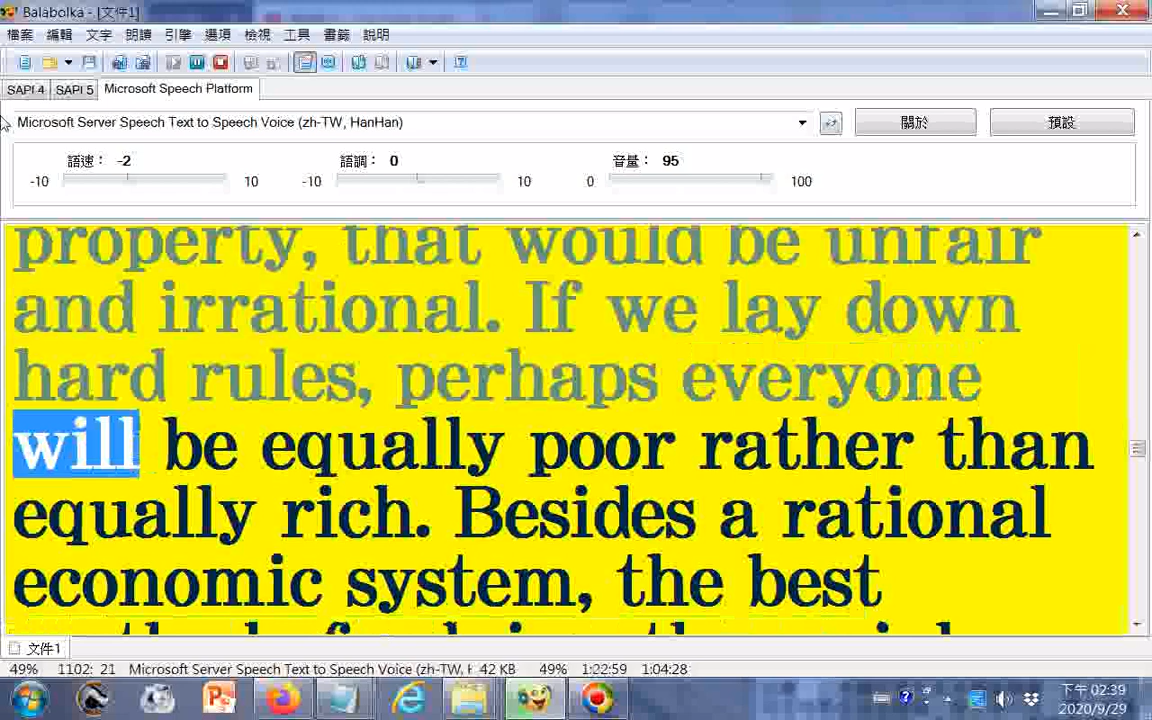 Balabolka - [文件1]
檔案 編輯 文字 朗讀 引擎 選項 檢視 工具 書籤 說明
SAPI 4 SAPI 5 Microsoft Speech Platform
Microsoft Server Speech Text to Speech Voice (zh-TW, HanHan) 關於 預設
語速： -2 語調： 0 音量： 95
-10 10 -10 10 0 100
property, that would be unfair
and irrational. If we lay down
hard rules, perhaps everyone
will be equally poor rather than
equally rich. Besides a rational
economic system, the best
文件1
49% 1102: 21 Microsoft Server Speech Text to Speech Voice (zh-TW, 42 KB 49% 1:22:59 1:04:28
下午 02:39
2020/9/29